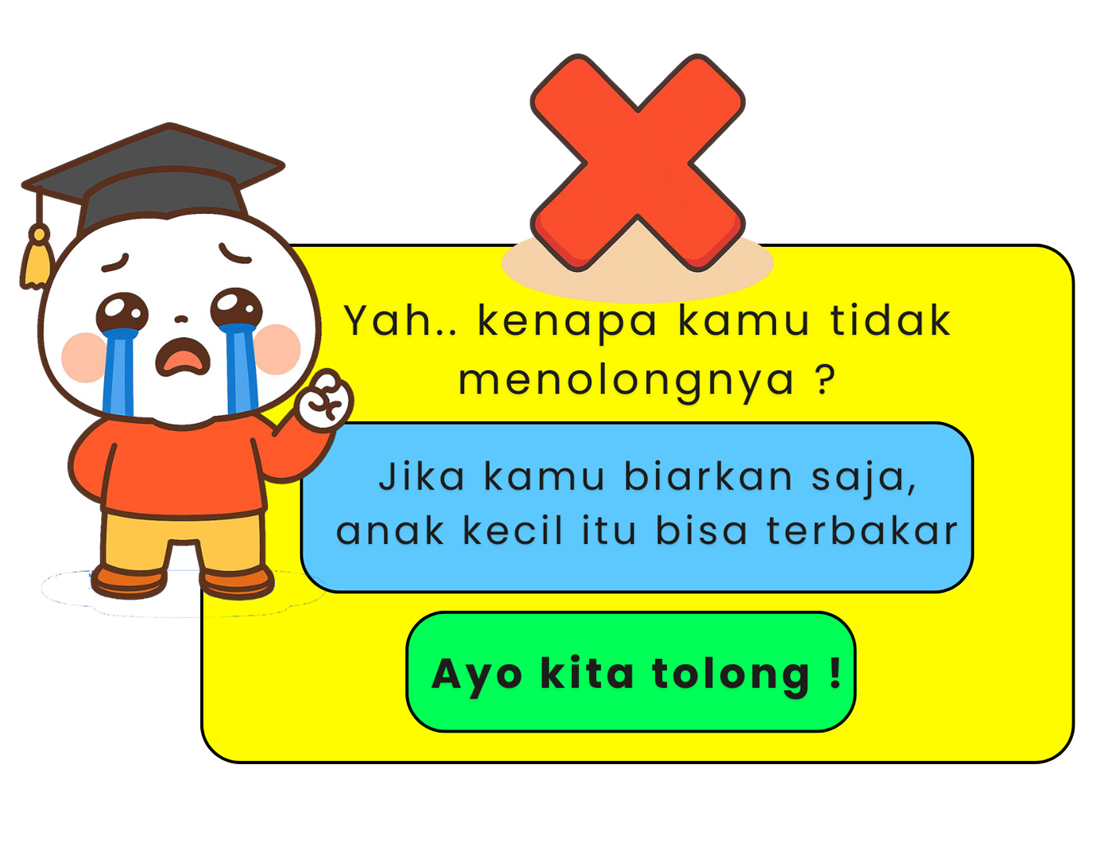 Yah.. kenapa kamu tidak
menolongnya ?
Jika kamu biarkan saja,
anak kecil itu bisa terbakar
Ayo kita tolong !